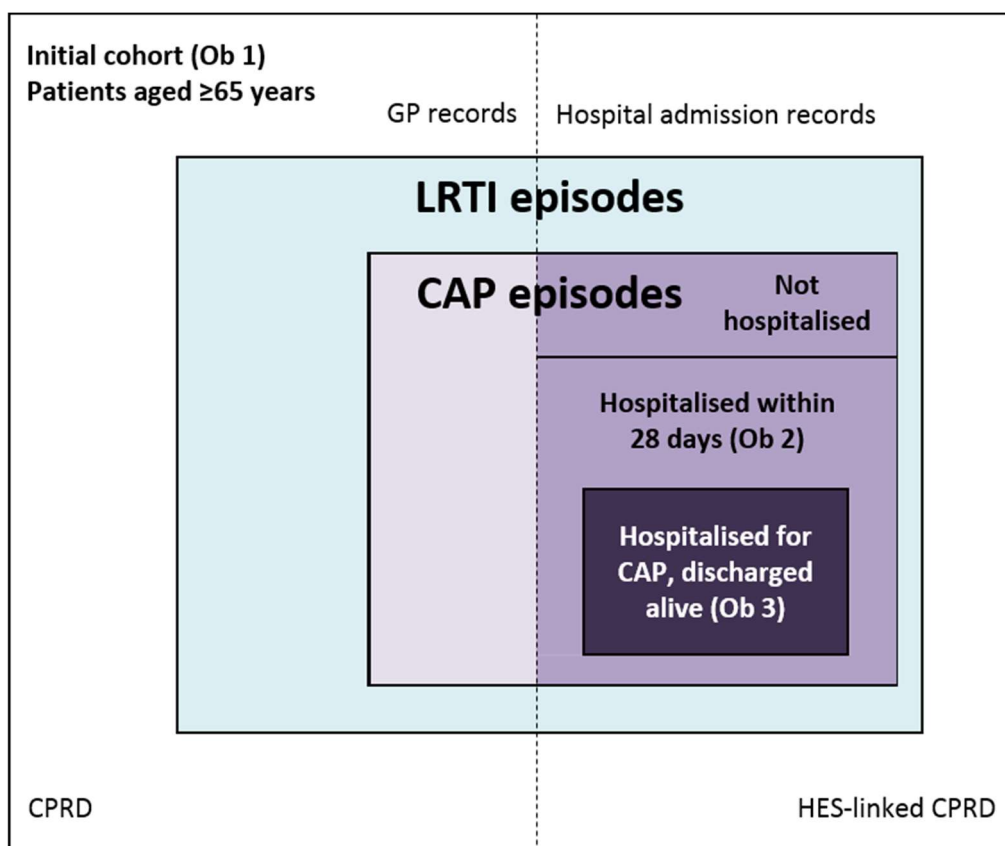 Initial cohort (Ob 1)
Patients aged ≥65 years
GP records
Hospital admission records
LRTI episodes
CAP episodes
Not
hospitalised
Hospitalised within
28 days (Ob 2)
Hospitalised for
CAP, discharged
alive (Ob 3)
CPRD
HES-linked CPRD